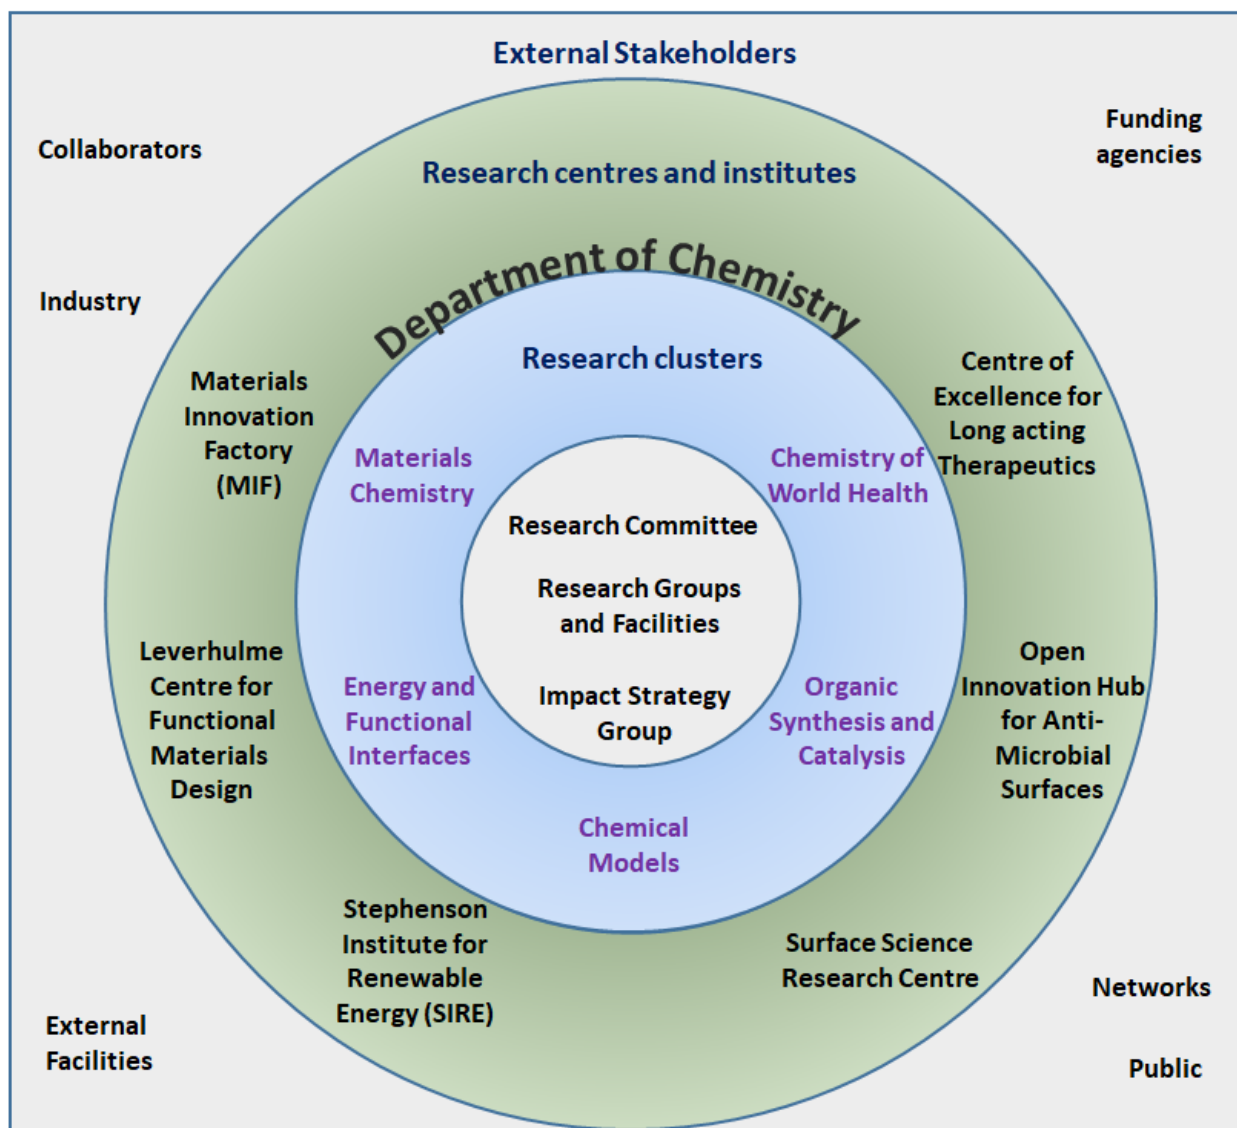 External Stakeholders
Collaborators
Funding
agencies
Research centres and institutes
Department of Chemistry
Industry
Research clusters
Materials
Innovation
Factory
(MIF)
Centre of
Excellence for
Long acting
Therapeutics
Materials
Chemistry
Chemistry of
World Health
Research Committee
Research Groups
and Facilities
Impact Strategy
Group
Leverhulme
Centre for
Functional
Materials
Design
Energy and
Functional
Interfaces
Organic
Synthesis and
Catalysis
Open
Innovation Hub
for Anti-
Microbial
Surfaces
Chemical
Models
Stephenson
Institute for
Renewable
Energy (SIRE)
Surface Science
Research Centre
Networks
External
Facilities
Public